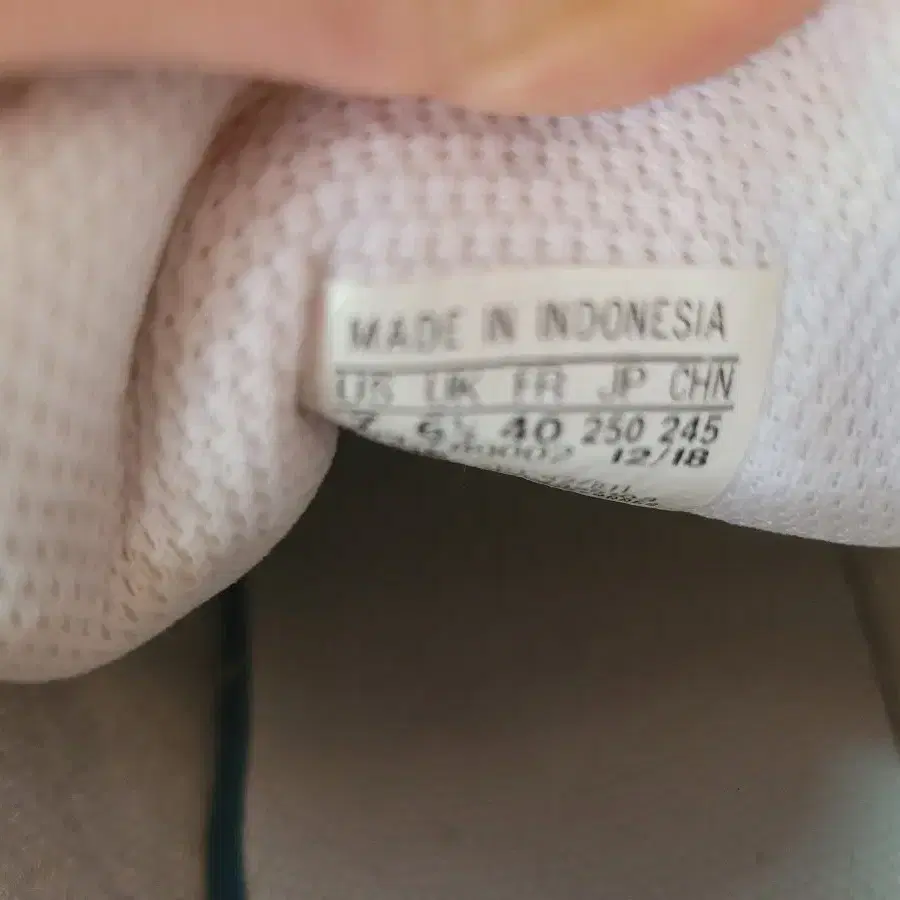 MADE IN INDONESIA
US UK FR JP CHN
7 6½ 40 250 245
12/18